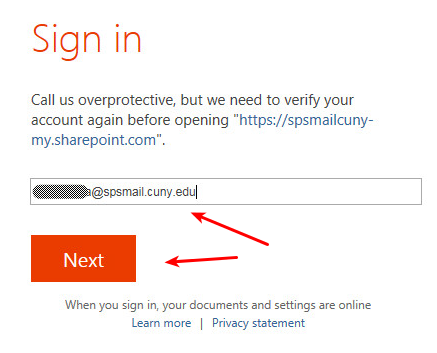 Sign in
Call us overprotective, but we need to verify your
account again before opening "https://spsmailcuny-
my.sharepoint.com".
@spsmail.cuny.edu
Next
When you sign in, your documents and settings are online
Learn more | Privacy statement